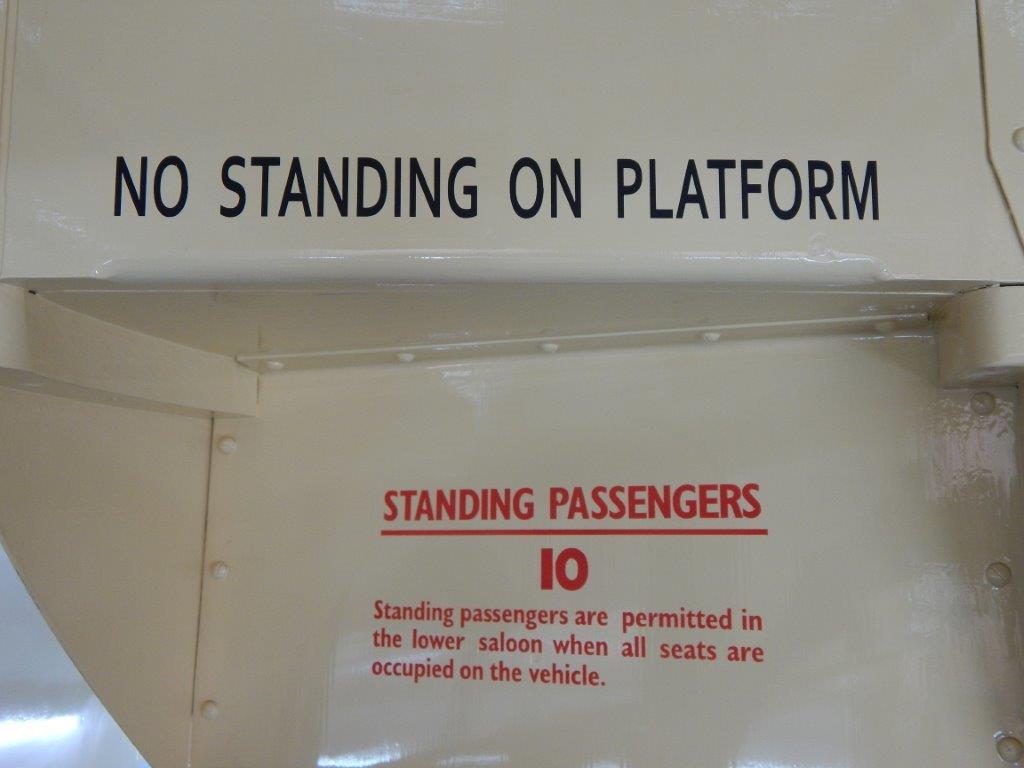 NO STANDING ON PLATFORM
STANDING PASSENGERS
10
Standing passengers are permitted in
the lower saloon when all seats are
occupied on the vehicle.